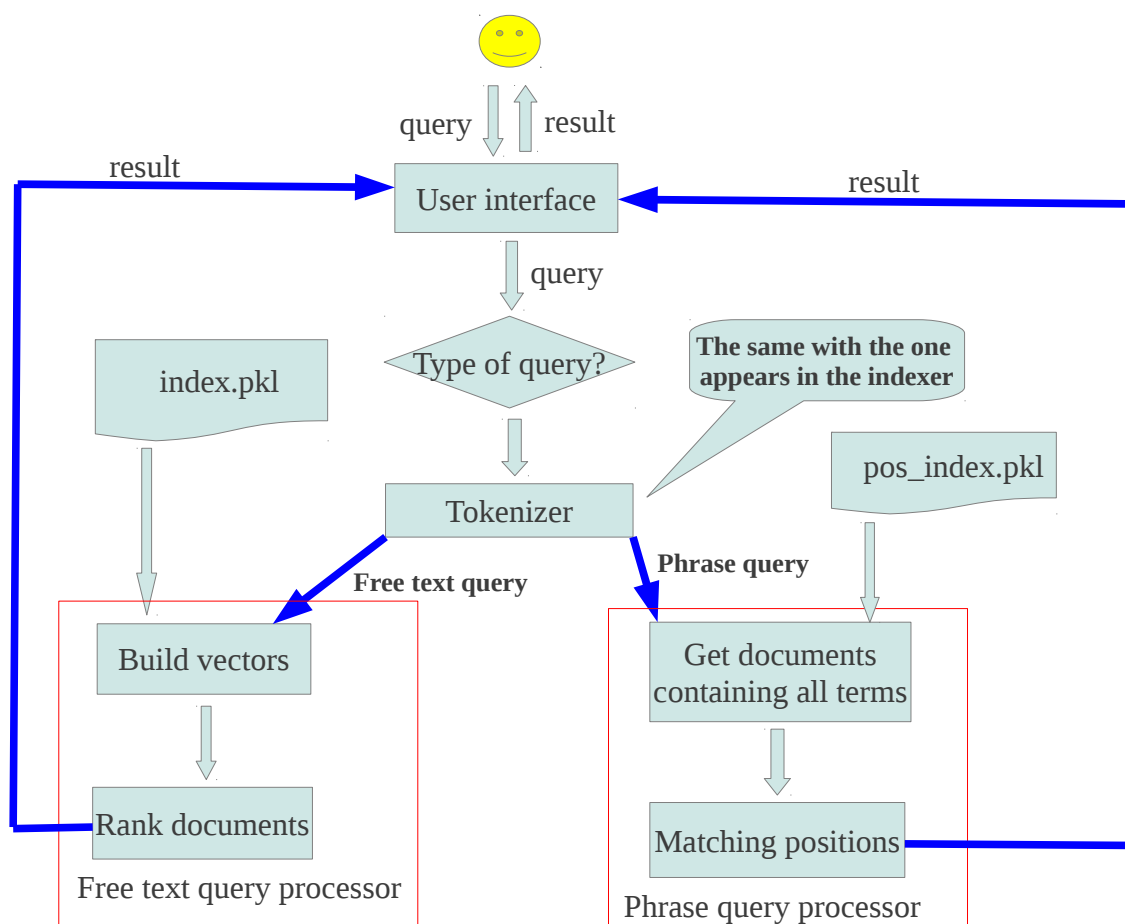 query
result
result
User interface
result
query
Type of query?
The same with the one
appears in the indexer
index.pkl
pos_index.pkl
Tokenizer
Free text query
Phrase query
Build vectors
Get documents
containing all terms
Rank documents
Matching positions
Free text query processor
Phrase query processor